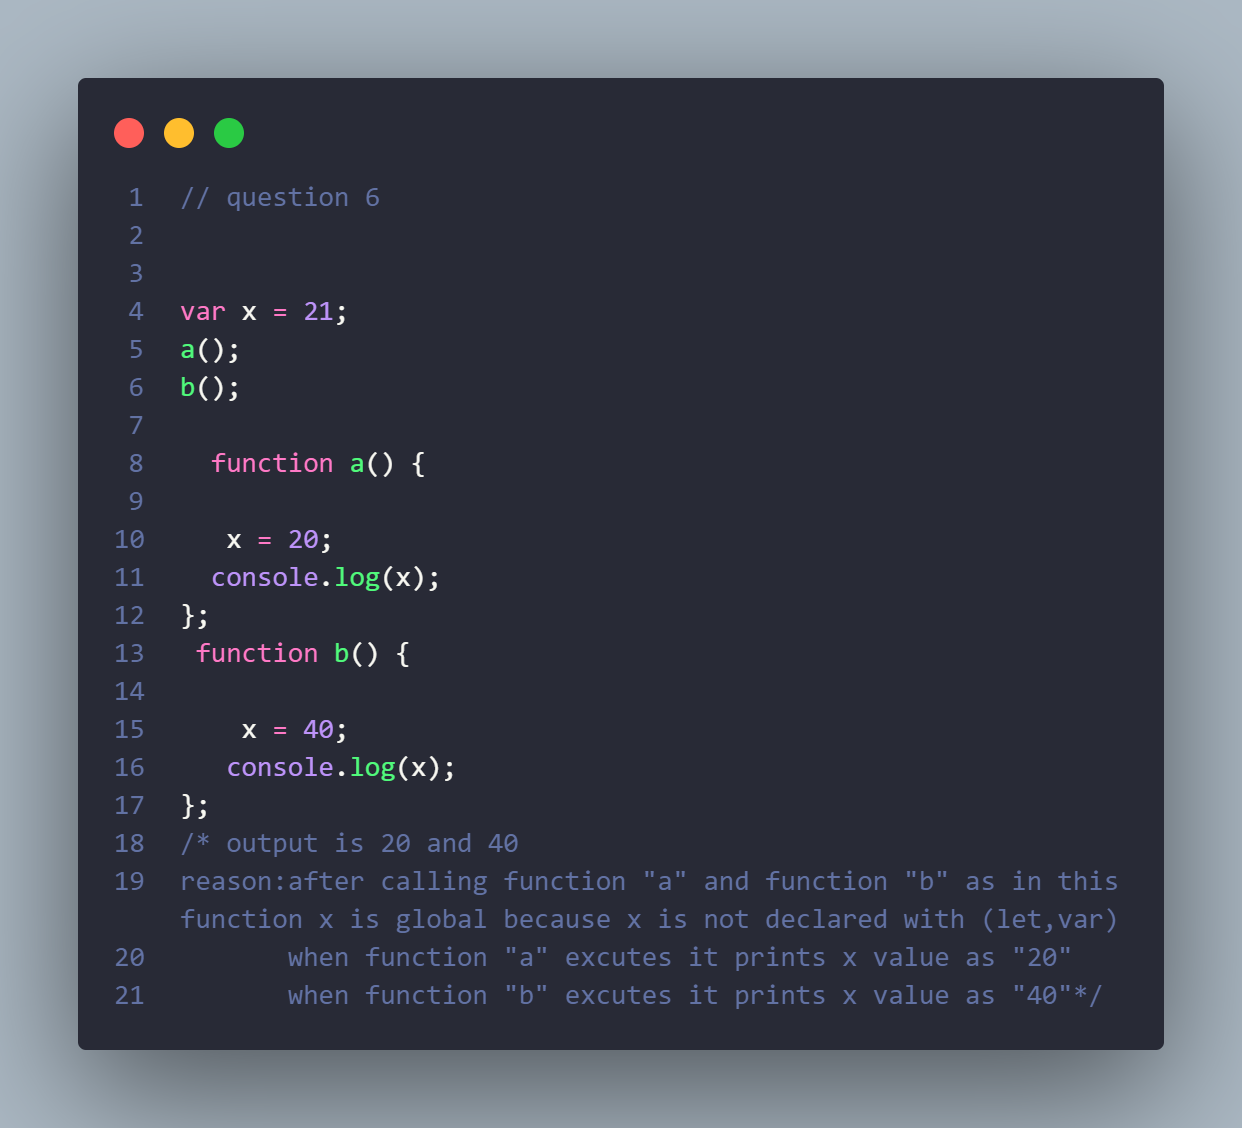 1 // question 6
2
3
4 var x = 21;
5 a();
6 b();
7
8   function a() {
9
10    x = 20;
11   console.log(x);
12 };
13  function b() {
14
15     x = 40;
16    console.log(x);
17 };
18 /* output is 20 and 40
19 reason:after calling function "a" and function "b" as in this
function x is global because x is not declared with (let,var)
20        when function "a" excutes it prints x value as "20"
21        when function "b" excutes it prints x value as "40"*/